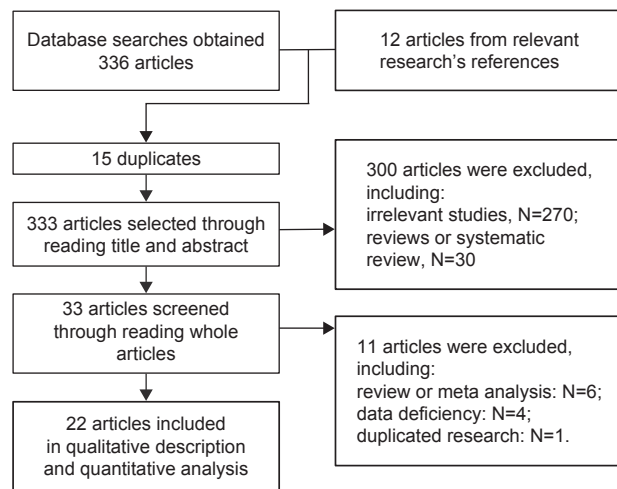 Database searches obtained
336 articles
12 articles from relevant
research's references
15 duplicates
300 articles were excluded,
including:
irrelevant studies, N=270;
reviews or systematic
review, N=30
333 articles selected through
reading title and abstract
33 articles screened
through reading whole
articles
11 articles were excluded,
including:
review or meta analysis: N=6;
data deficiency: N=4;
duplicated research: N=1.
22 articles included
in qualitative description
and quantitative analysis